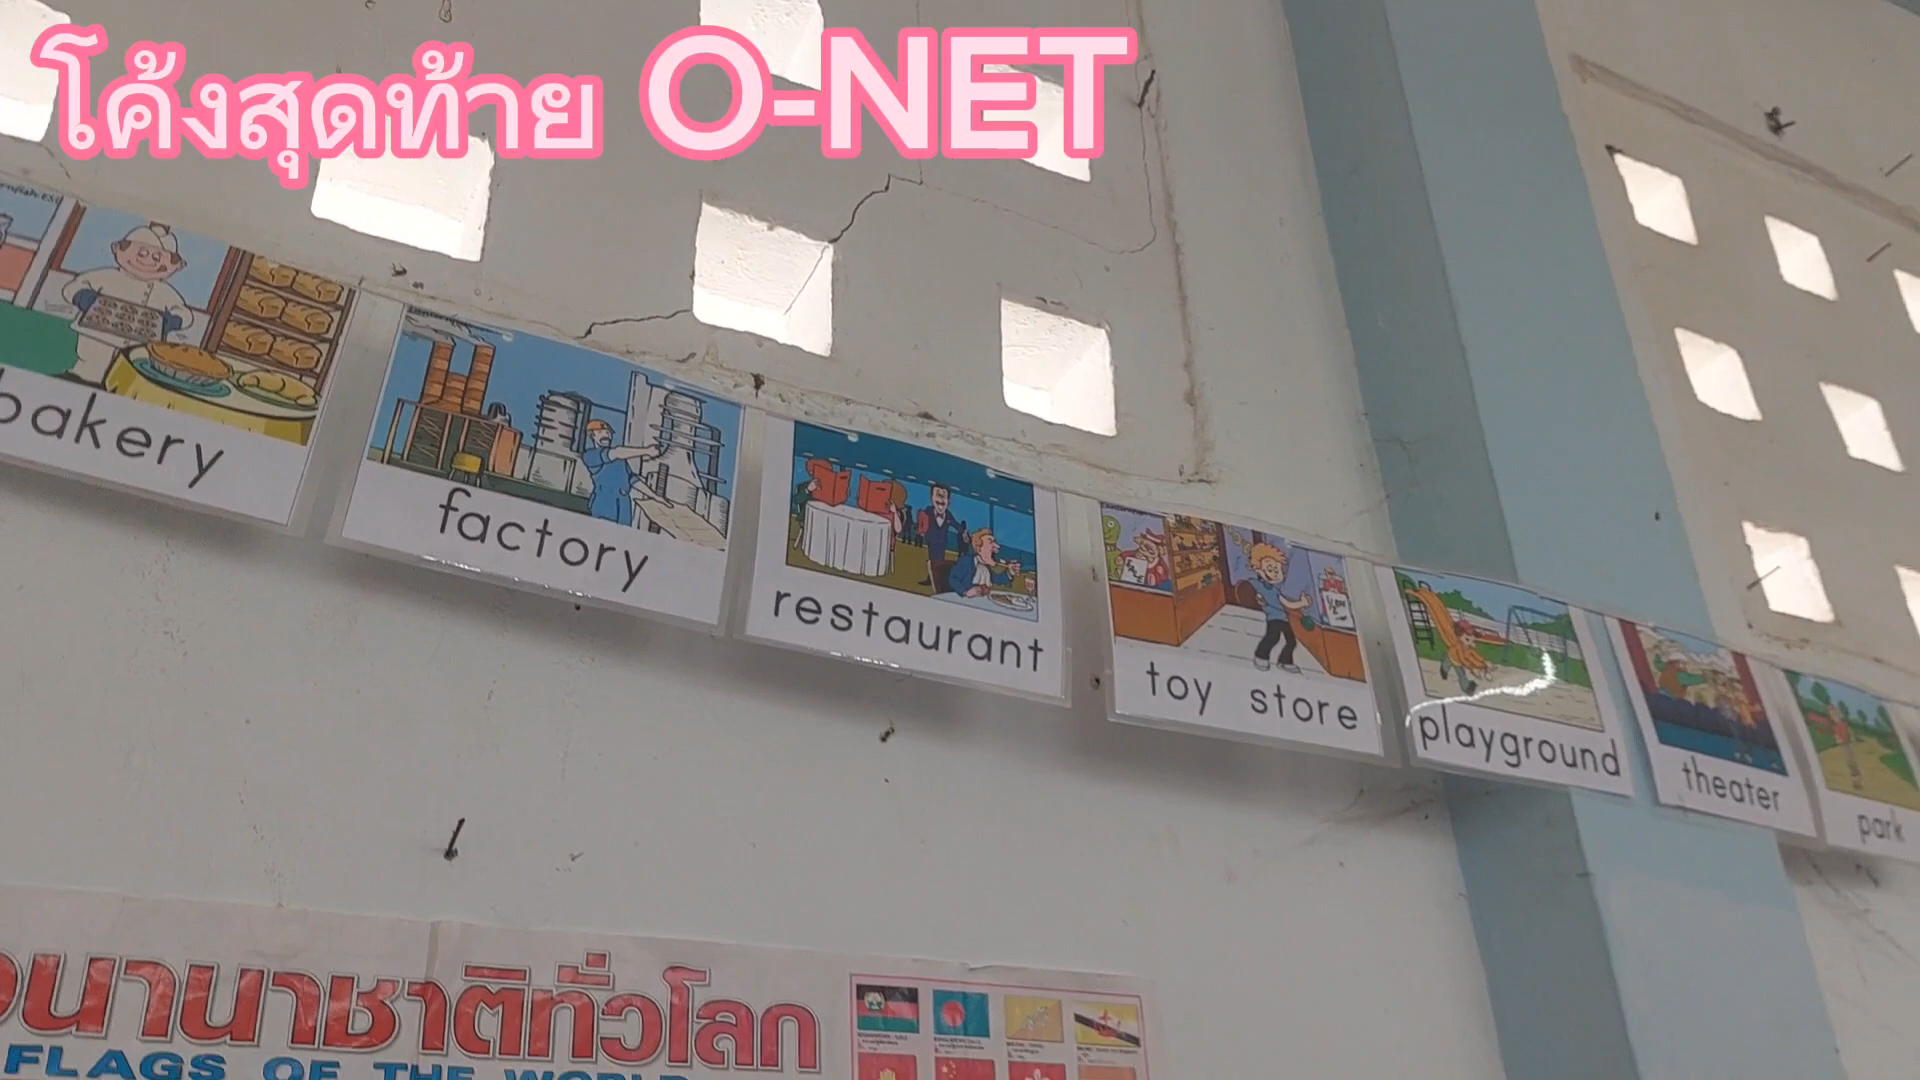 โค้งสุดท้าย O-NET
bakery
factory
restaurant
toy store
playground
theater
park
นานาชาติทั่วโลก
FLAGS OF THE WORLD